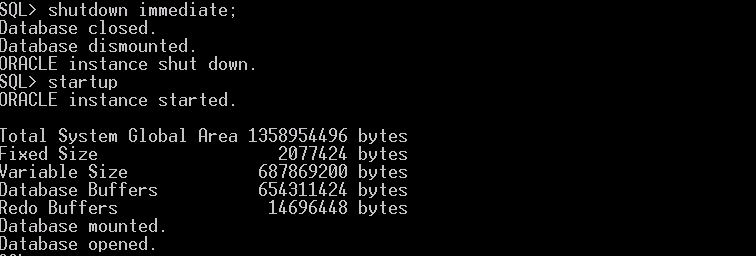 SQL> shutdown immediate;
Database closed.
Database dismounted.
ORACLE instance shut down.
SQL> startup
ORACLE instance started.
Total System Global Area 1358954496 bytes
Fixed Size 2077424 bytes
Variable Size 687869200 bytes
Database Buffers 654311424 bytes
Redo Buffers 14696448 bytes
Database mounted.
Database opened.